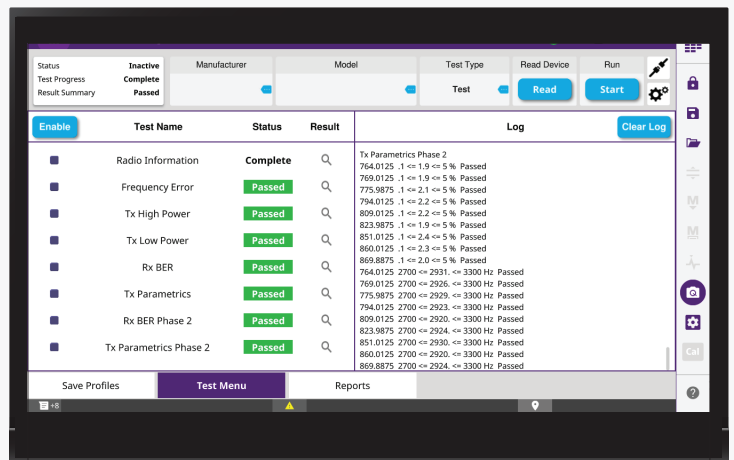 Status Inactive
Test Progress Complete
Result Summary Passed
Manufacturer
Model
Test Type
Test
Read Device
Read
Run
Start
Enable
Test Name Status Result
Log
Clear Log
Radio Information Complete
Frequency Error Passed
Tx High Power Passed
Tx Low Power Passed
Rx BER Passed
Tx Parametrics Passed
Rx BER Phase 2 Passed
Tx Parametrics Phase 2 Passed
Tx Parametrics Phase 2
764.0125 .1 <= 1.9 <= 5 % Passed
769.0125 .1 <= 1.9 <= 5 % Passed
775.9875 .1 <= 2.1 <= 5 % Passed
794.0125 .1 <= 2.2 <= 5 % Passed
809.0125 .1 <= 2.2 <= 5 % Passed
823.9875 .1 <= 1.9 <= 5 % Passed
851.0125 .1 <= 2.4 <= 5 % Passed
860.0125 .1 <= 2.3 <= 5 % Passed
869.8875 .1 <= 2.0 <= 5 % Passed
764.0125 2700 <= 2931. <= 3300 Hz Passed
769.0125 2700 <= 2926. <= 3300 Hz Passed
775.9875 2700 <= 2929. <= 3300 Hz Passed
794.0125 2700 <= 2923. <= 3300 Hz Passed
809.0125 2700 <= 2920. <= 3300 Hz Passed
823.9875 2700 <= 2924. <= 3300 Hz Passed
851.0125 2700 <= 2930. <= 3300 Hz Passed
860.0125 2700 <= 2920. <= 3300 Hz Passed
869.8875 2700 <= 2924. <= 3300 Hz Passed
M
M
Cal
?
Save Profiles
Test Menu
Reports
+8